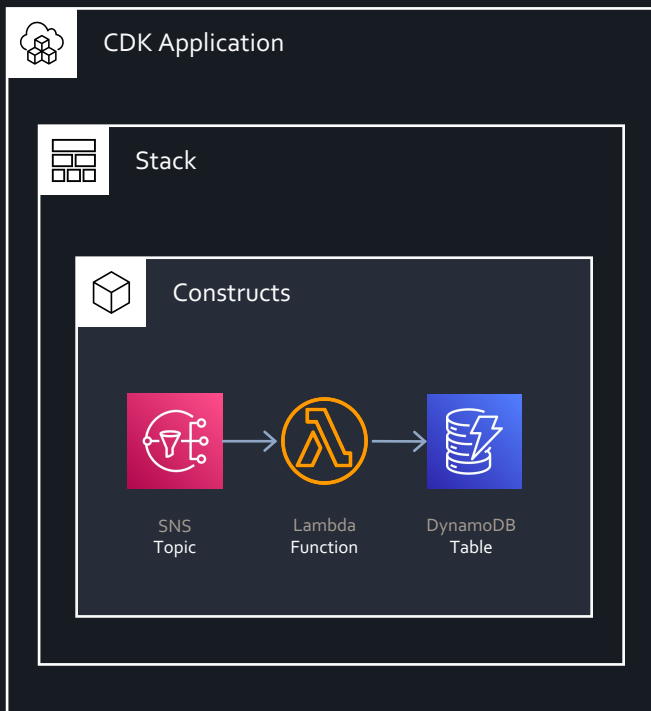 CDK Application
Stack
Constructs
SNS
Topic
Lambda
Function
DynamoDB
Table